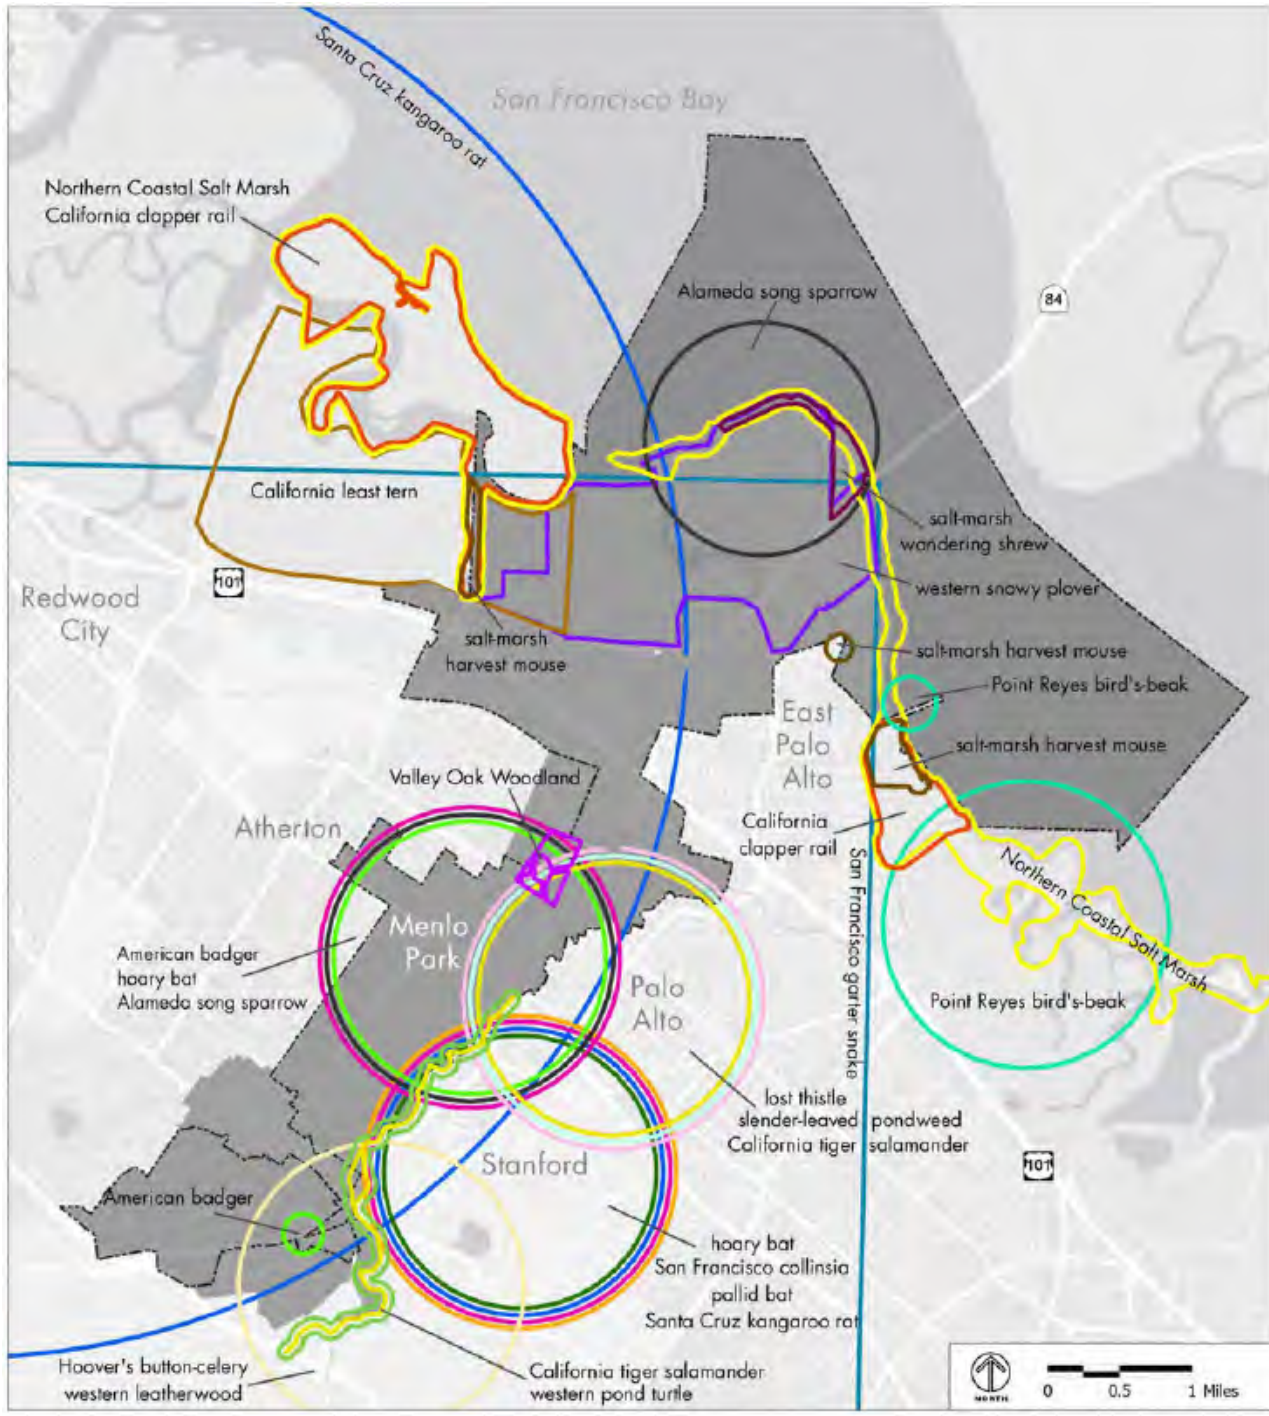 Santa Cruz kangaroo rat
San Francisco Bay
Northern Coastal Salt Marsh
California clapper rail
Alameda song sparrow
84
California least tern
salt-marsh
wandering shrew
101
Redwood
City
western snowy plover
salt-marsh
harvest mouse
salt-marsh harvest mouse
Point Reyes bird's-beak
East
Palo
Alto
salt-marsh harvest mouse
Valley Oak Woodland
Atherton
California
clapper rail
Northern Coastal Salt Marsh
San Francisco garter snake
Menlo
Park
American badger
hoary bat
Alameda song sparrow
Palo
Alto
Point Reyes bird's-beak
lost thistle
slender-leaved pondweed
California tiger salamander
Stanford
101
American badger
hoary bat
San Francisco collinsia
pallid bat
Santa Cruz kangaroo rat
Hoover's button-celery
western leatherwood
California tiger salamander
western pond turtle
NORTH
0 0.5 1 Miles